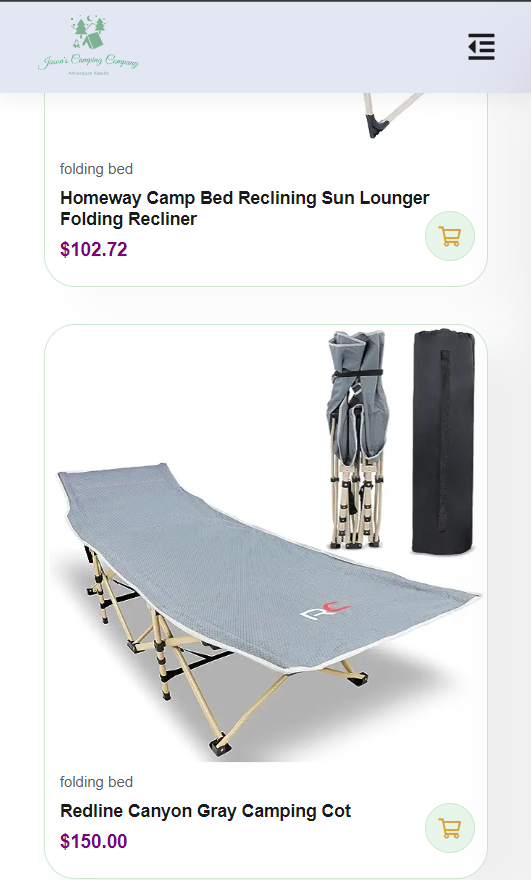 Jason's Camping Company
Adventure Awaits
folding bed
Homeway Camp Bed Reclining Sun Lounger
Folding Recliner
$102.72
RC
folding bed
Redline Canyon Gray Camping Cot
$150.00